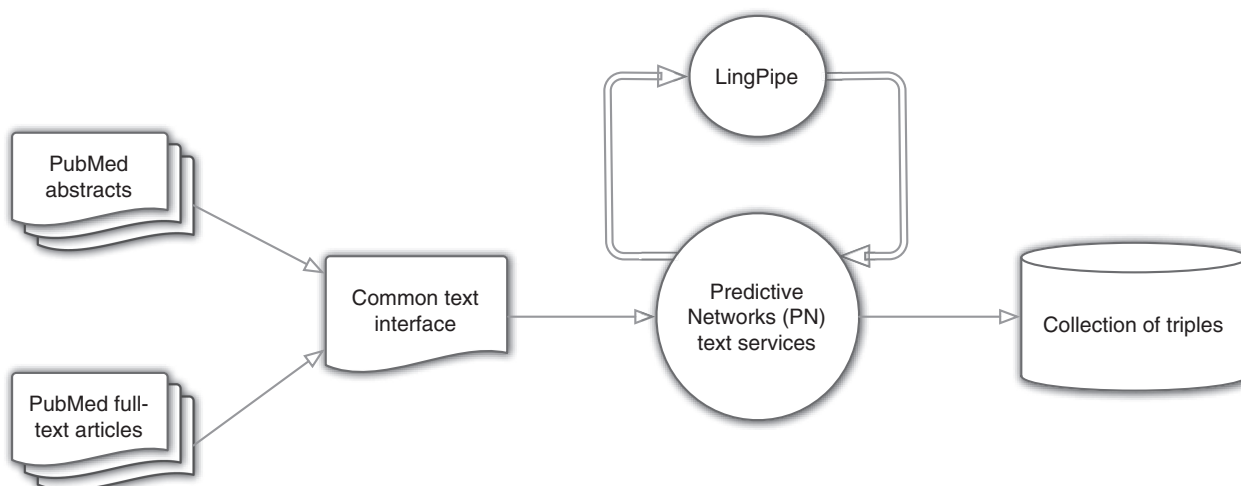 PubMed
abstracts
PubMed full-
text articles
Common text
interface
LingPipe
Predictive
Networks (PN)
text services
Collection of triples